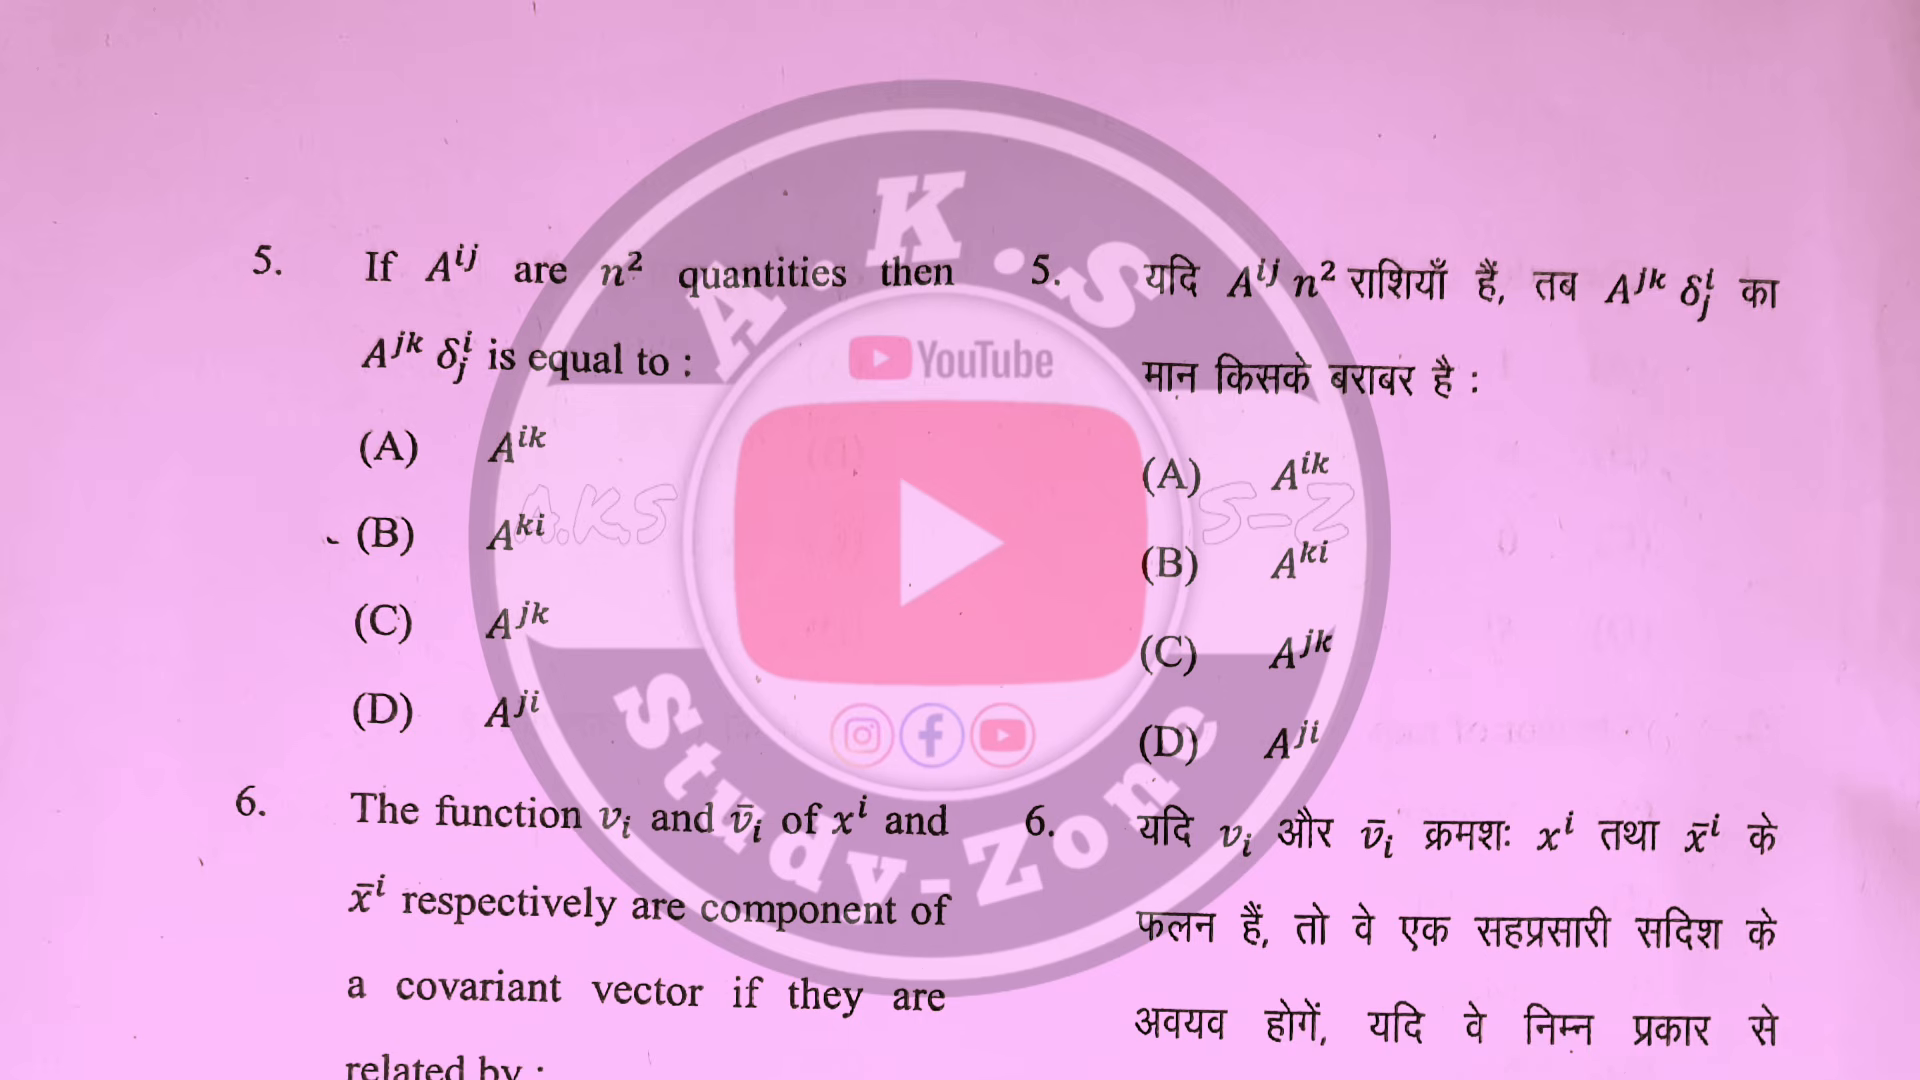 5. If A^{ij} are n² quantities then
A^{jk} δ^i_j is equal to :
(A) A^{ik}
(B) A^{ki}
(C) A^{jk}
(D) A^{ji}
6. The function v_i and v̄_i of x^i and
x̄^i respectively are component of
a covariant vector if they are
related by :
5. यदि A^{ij} n² राशियाँ हैं, तब A^{jk} δ^i_j का
मान किसके बराबर है :
(A) A^{ik}
(B) A^{ki}
(C) A^{jk}
(D) A^{ji}
6. यदि v_i और v̄_i क्रमशः x^i तथा x̄^i के
फलन हैं, तो वे एक सहप्रसारी सदिश के
अवयव होगें, यदि वे निम्न प्रकार से
A.K.S
YouTube
A.K.S S-Z
Study-Zone